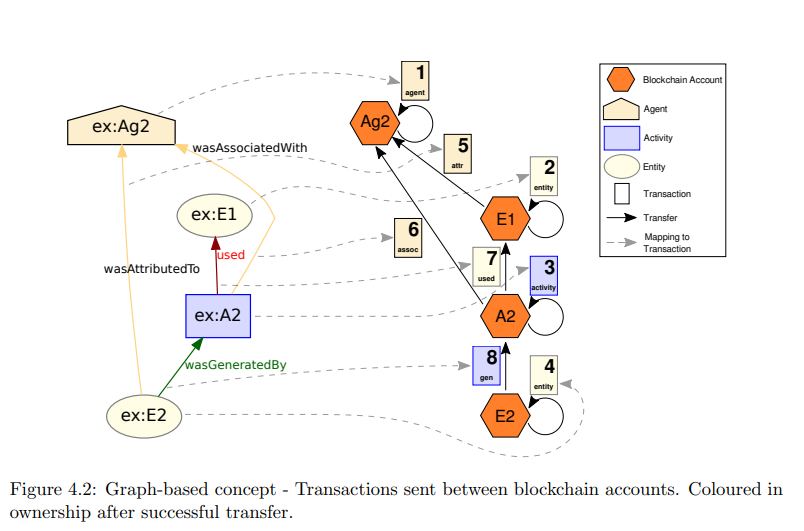 1
agent
Blockchain Account
ex:Ag2
Ag2
Agent
wasAssociatedWith
5
attr
Activity
2
entity
Entity
ex:E1
E1
Transaction
6
assoc
Transfer
used
7
used
3
activity
Mapping to
Transaction
wasAttributedTo
ex:A2
A2
wasGeneratedBy
8
gen
4
entity
ex:E2
E2
Figure 4.2: Graph-based concept - Transactions sent between blockchain accounts. Coloured in
ownership after successful transfer.